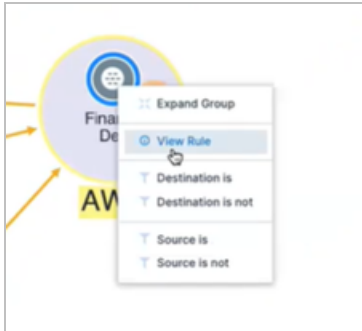 Expand Group
View Rule
Destination is
Destination is not
Source is
Source is not